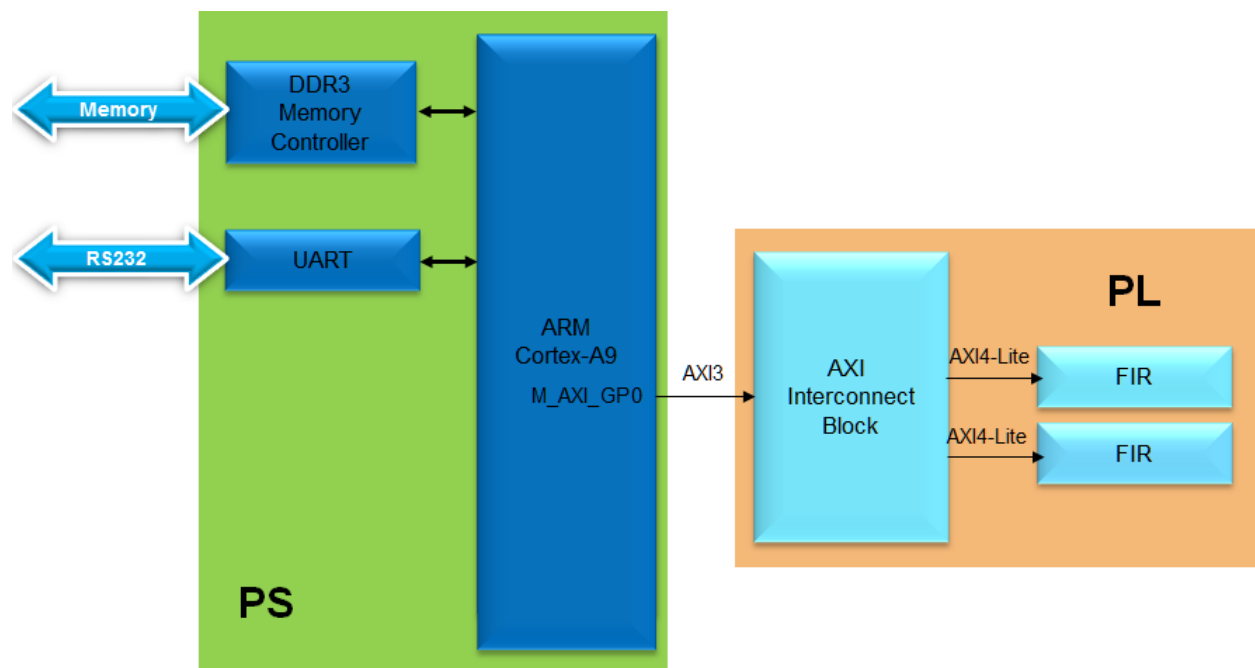 Memory
DDR3
Memory
Controller
RS232
UART
ARM
Cortex-A9
M_AXI_GP0
PS
AXI3
PL
AXI
Interconnect
Block
AXI4-Lite
FIR
AXI4-Lite
FIR